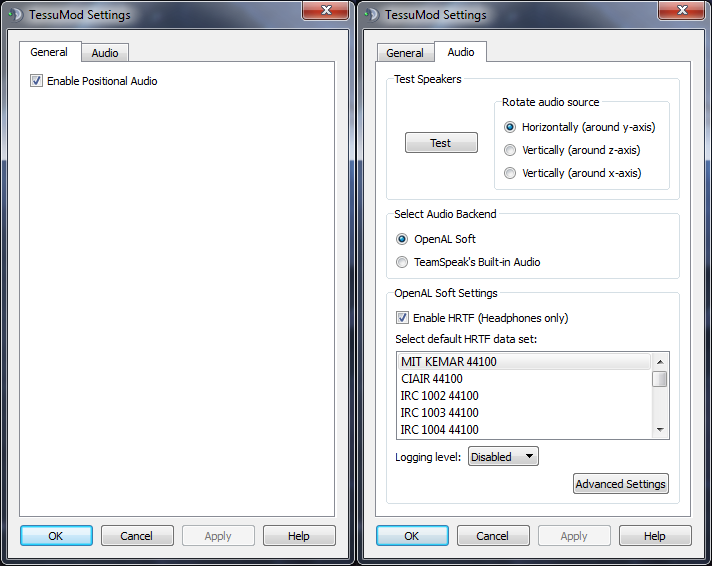 TessuMod Settings
General
Audio
Enable Positional Audio
OK
Cancel
Apply
Help
TessuMod Settings
General
Audio
Test Speakers
Test
Rotate audio source
Horizontally (around y-axis)
Vertically (around z-axis)
Vertically (around x-axis)
Select Audio Backend
OpenAL Soft
TeamSpeak's Built-in Audio
OpenAL Soft Settings
Enable HRTF (Headphones only)
Select default HRTF data set:
MIT KEMAR 44100
CIAIR 44100
IRC 1002 44100
IRC 1003 44100
IRC 1004 44100
Logging level:
Disabled
Advanced Settings
OK
Cancel
Apply
Help